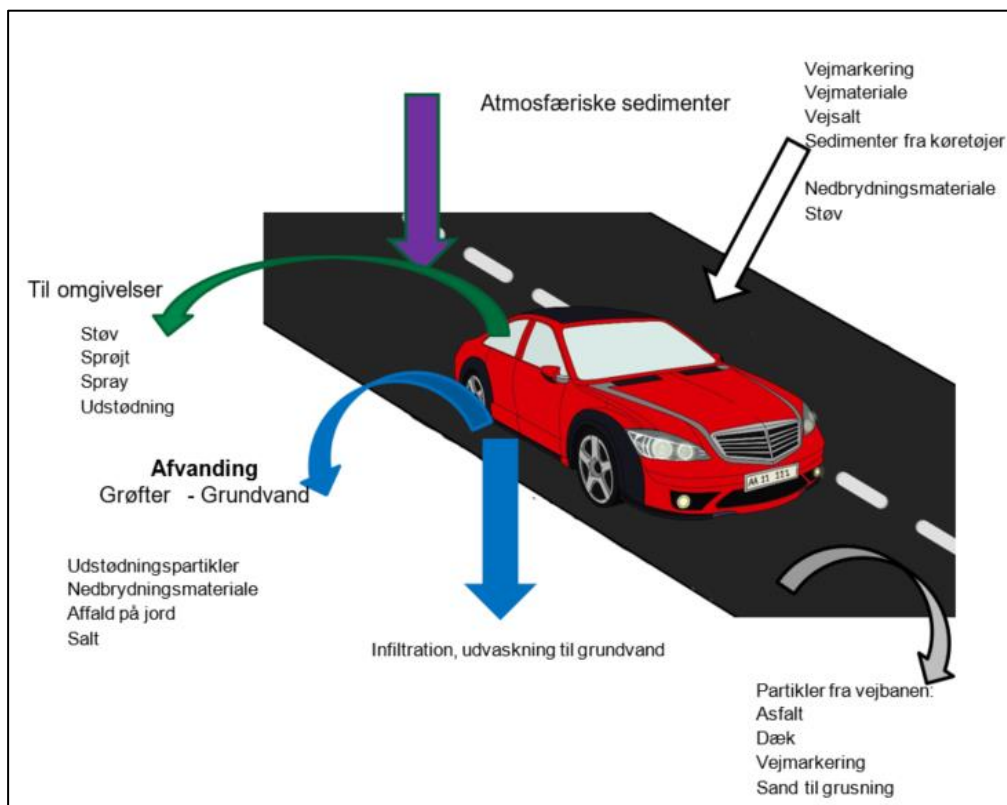 Atmosfæriske sedimenter
Vejmarkering
Vejmateriale
Vejsalt
Sedimenter fra køretøjer
Nedbrydningsmateriale
Støv
Til omgivelser
Støv
Sprøjt
Spray
Udstødning
Afvanding
Grøfter - Grundvand
Udstødningspartikler
Nedbrydningsmateriale
Affald på jord
Salt
Infiltration, udvaskning til grundvand
Partikler fra vejbanen:
Asfalt
Dæk
Vejmarkering
Sand til grusning